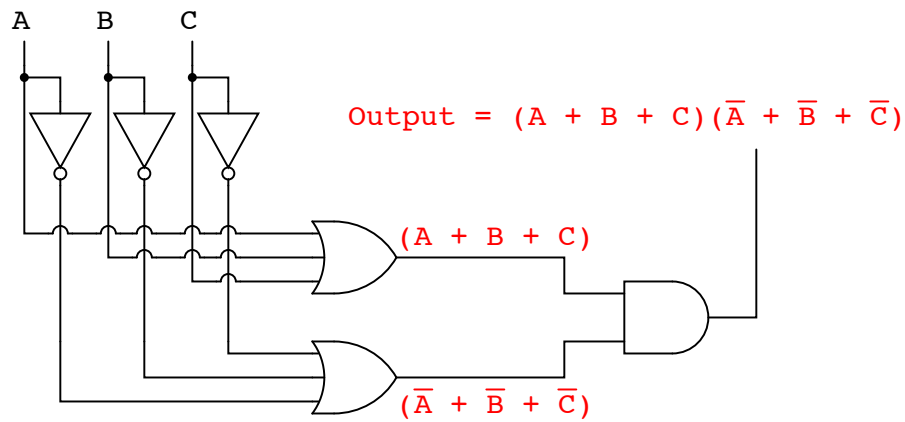 A B C
Output = (A + B + C)(A̅ + B̅ + C̅)
(A + B + C)
(A̅ + B̅ + C̅)